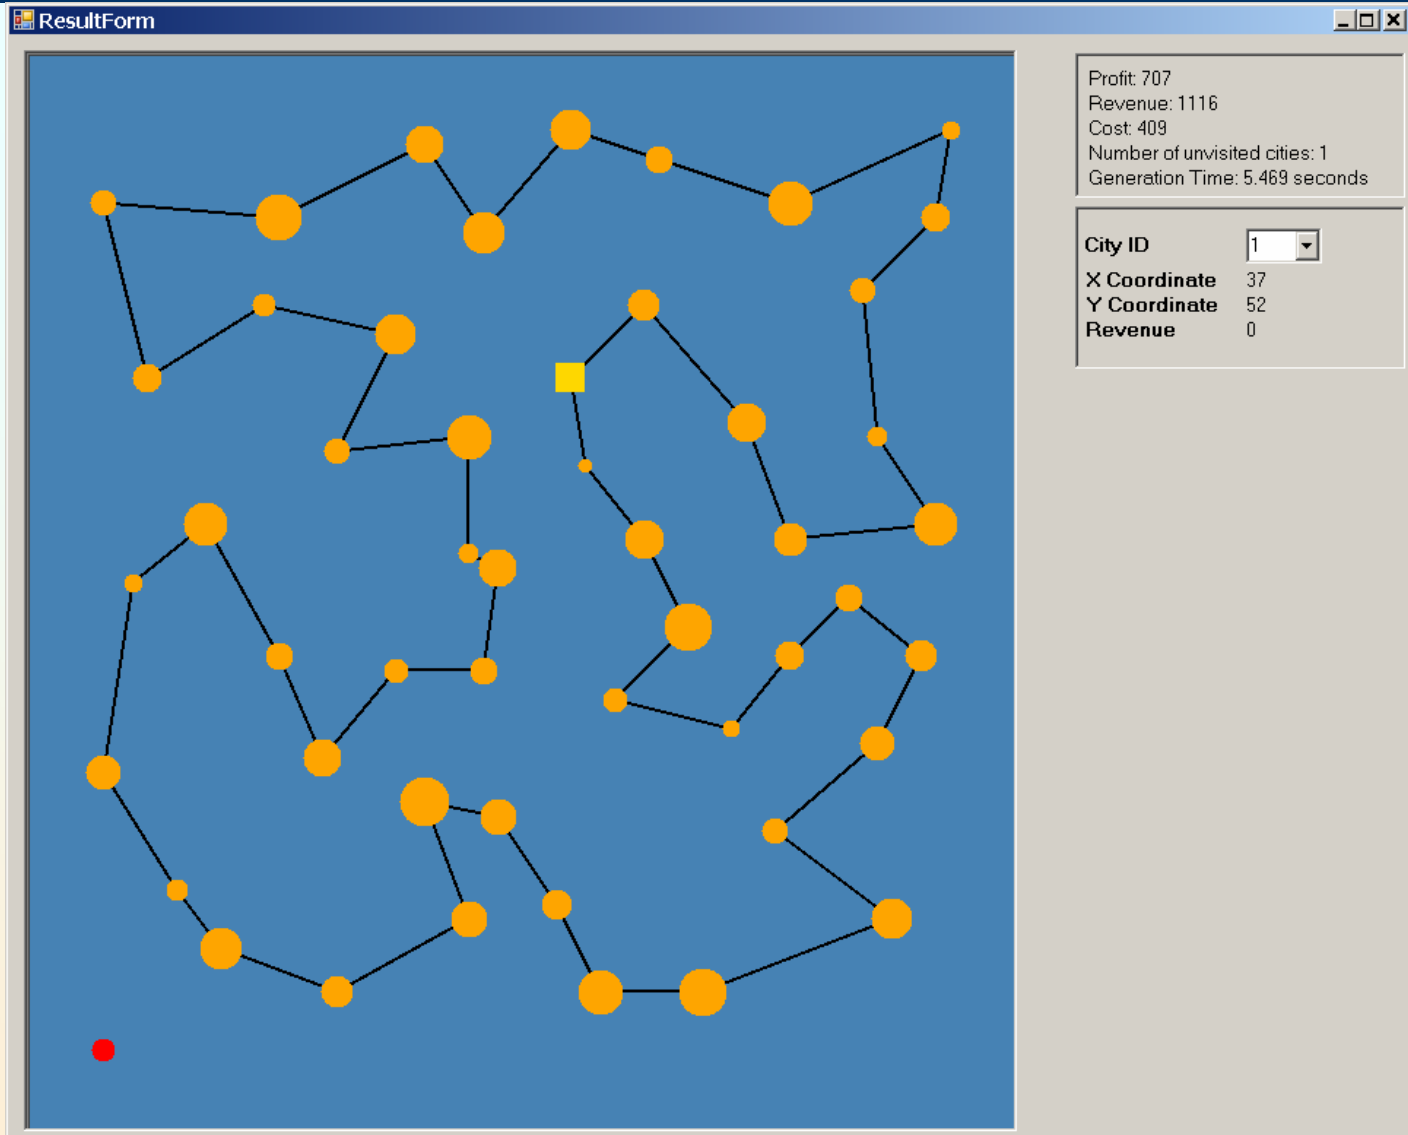 ResultForm
Profit: 707
Revenue: 1116
Cost: 409
Number of unvisited cities: 1
Generation Time: 5.469 seconds
City ID 1
X Coordinate 37
Y Coordinate 52
Revenue 0